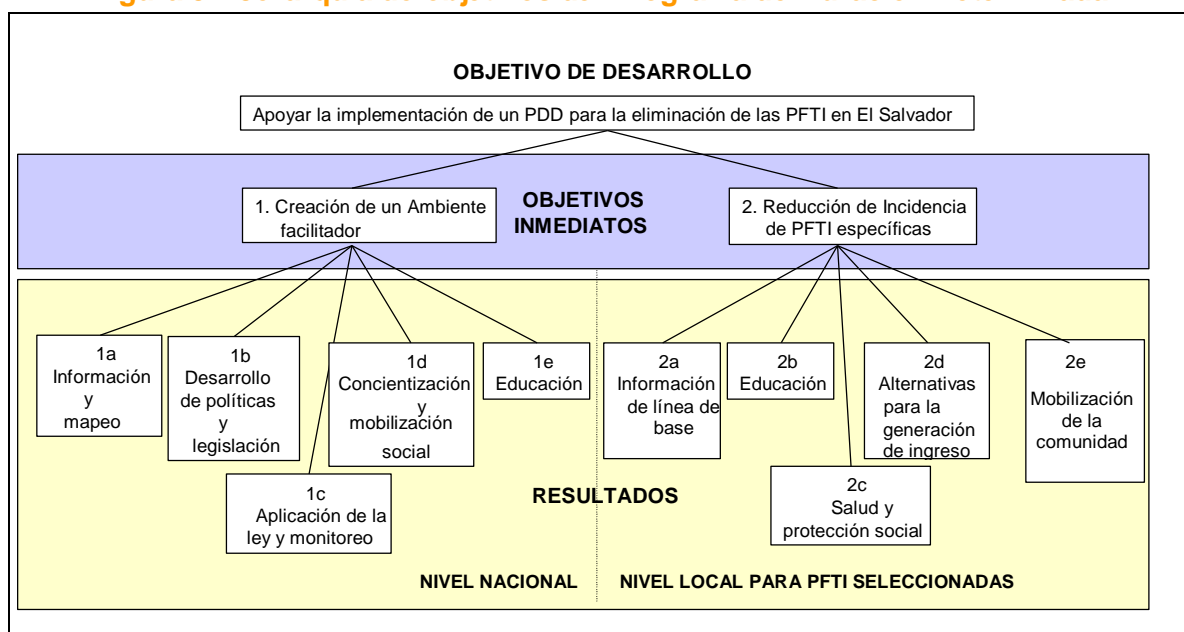 OBJETIVO DE DESARROLLO
Apoyar la implementación de un PDD para la eliminación de las PFTI en El Salvador
1. Creación de un Ambiente
facilitador
OBJETIVOS
INMEDIATOS
2. Reducción de Incidencia
de PFTI específicas
1a
Información
y
mapeo
1b
Desarrollo
de políticas
y
legislación
1c
Aplicación de la
ley y monitoreo
1d
Concientización
y
mobilización
social
1e
Educación
2a
Información
de línea de
base
2b
Educación
2c
Salud y
protección social
2d
Alternativas
para la
generación
de ingreso
2e
Mobilización
de la
comunidad
RESULTADOS
NIVEL NACIONAL
NIVEL LOCAL PARA PFTI SELECCIONADAS